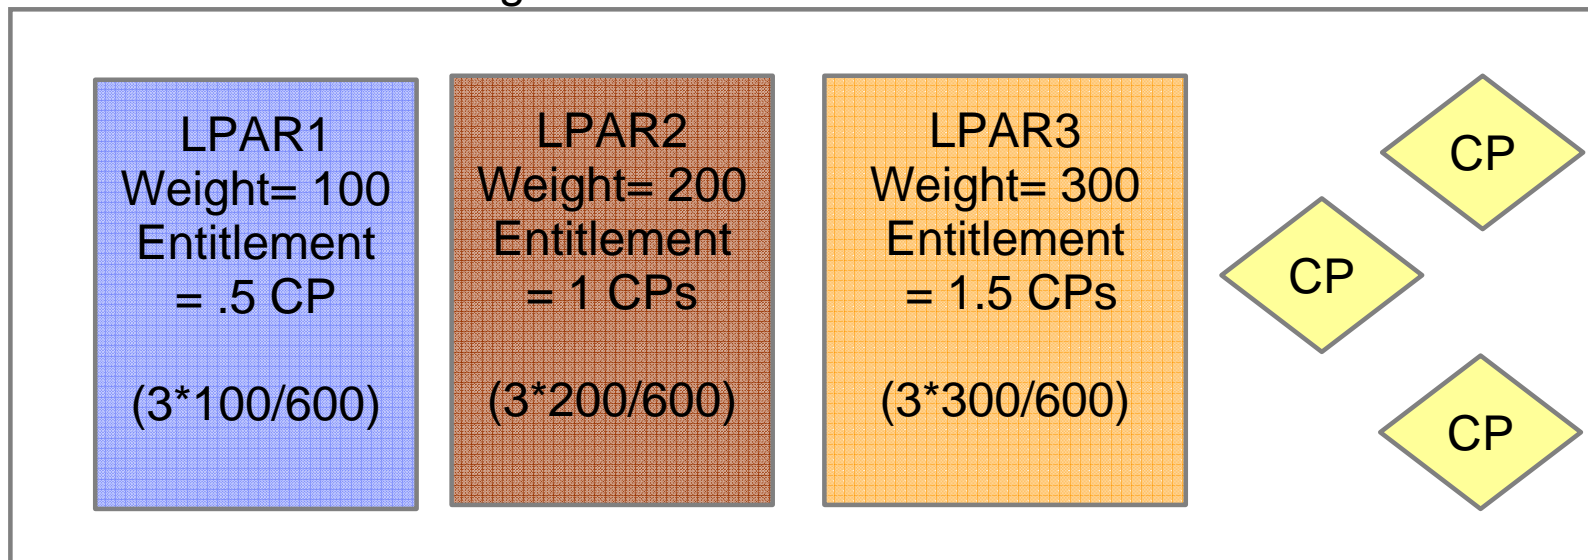 LPAR1
Weight= 100
Entitlement
= .5 CP
(3*100/600)
LPAR2
Weight= 200
Entitlement
= 1 CPs
(3*200/600)
LPAR3
Weight= 300
Entitlement
= 1.5 CPs
(3*300/600)
CP
CP
CP